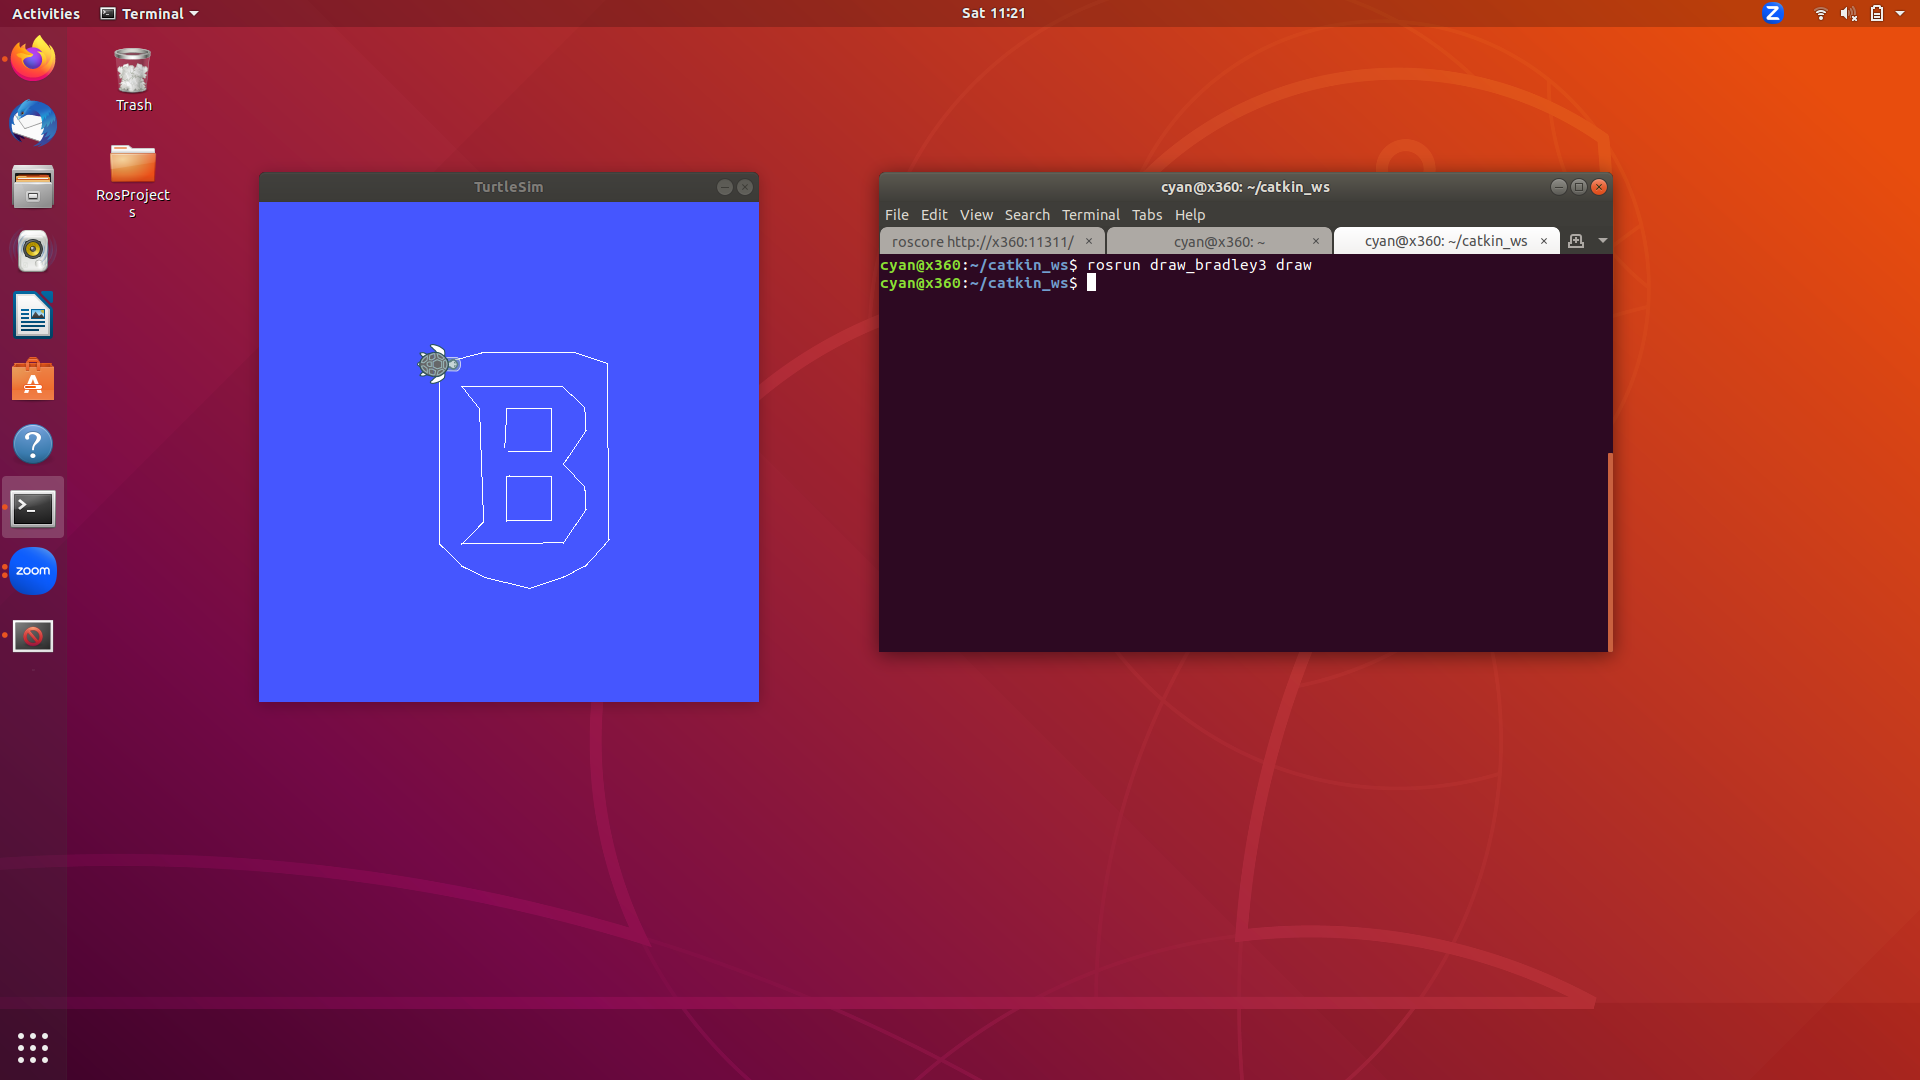 Activities
Terminal
Sat 11:21
Z
Trash
RosProject
s
zoom
TurtleSim
B
cyan@x360: ~/catkin_ws
File Edit View Search Terminal Tabs Help
roscore http://x360:11311/ cyan@x360: ~ cyan@x360: ~/catkin_ws
cyan@x360:~/catkin_ws$ rosrun draw_bradley3 draw
cyan@x360:~/catkin_ws$